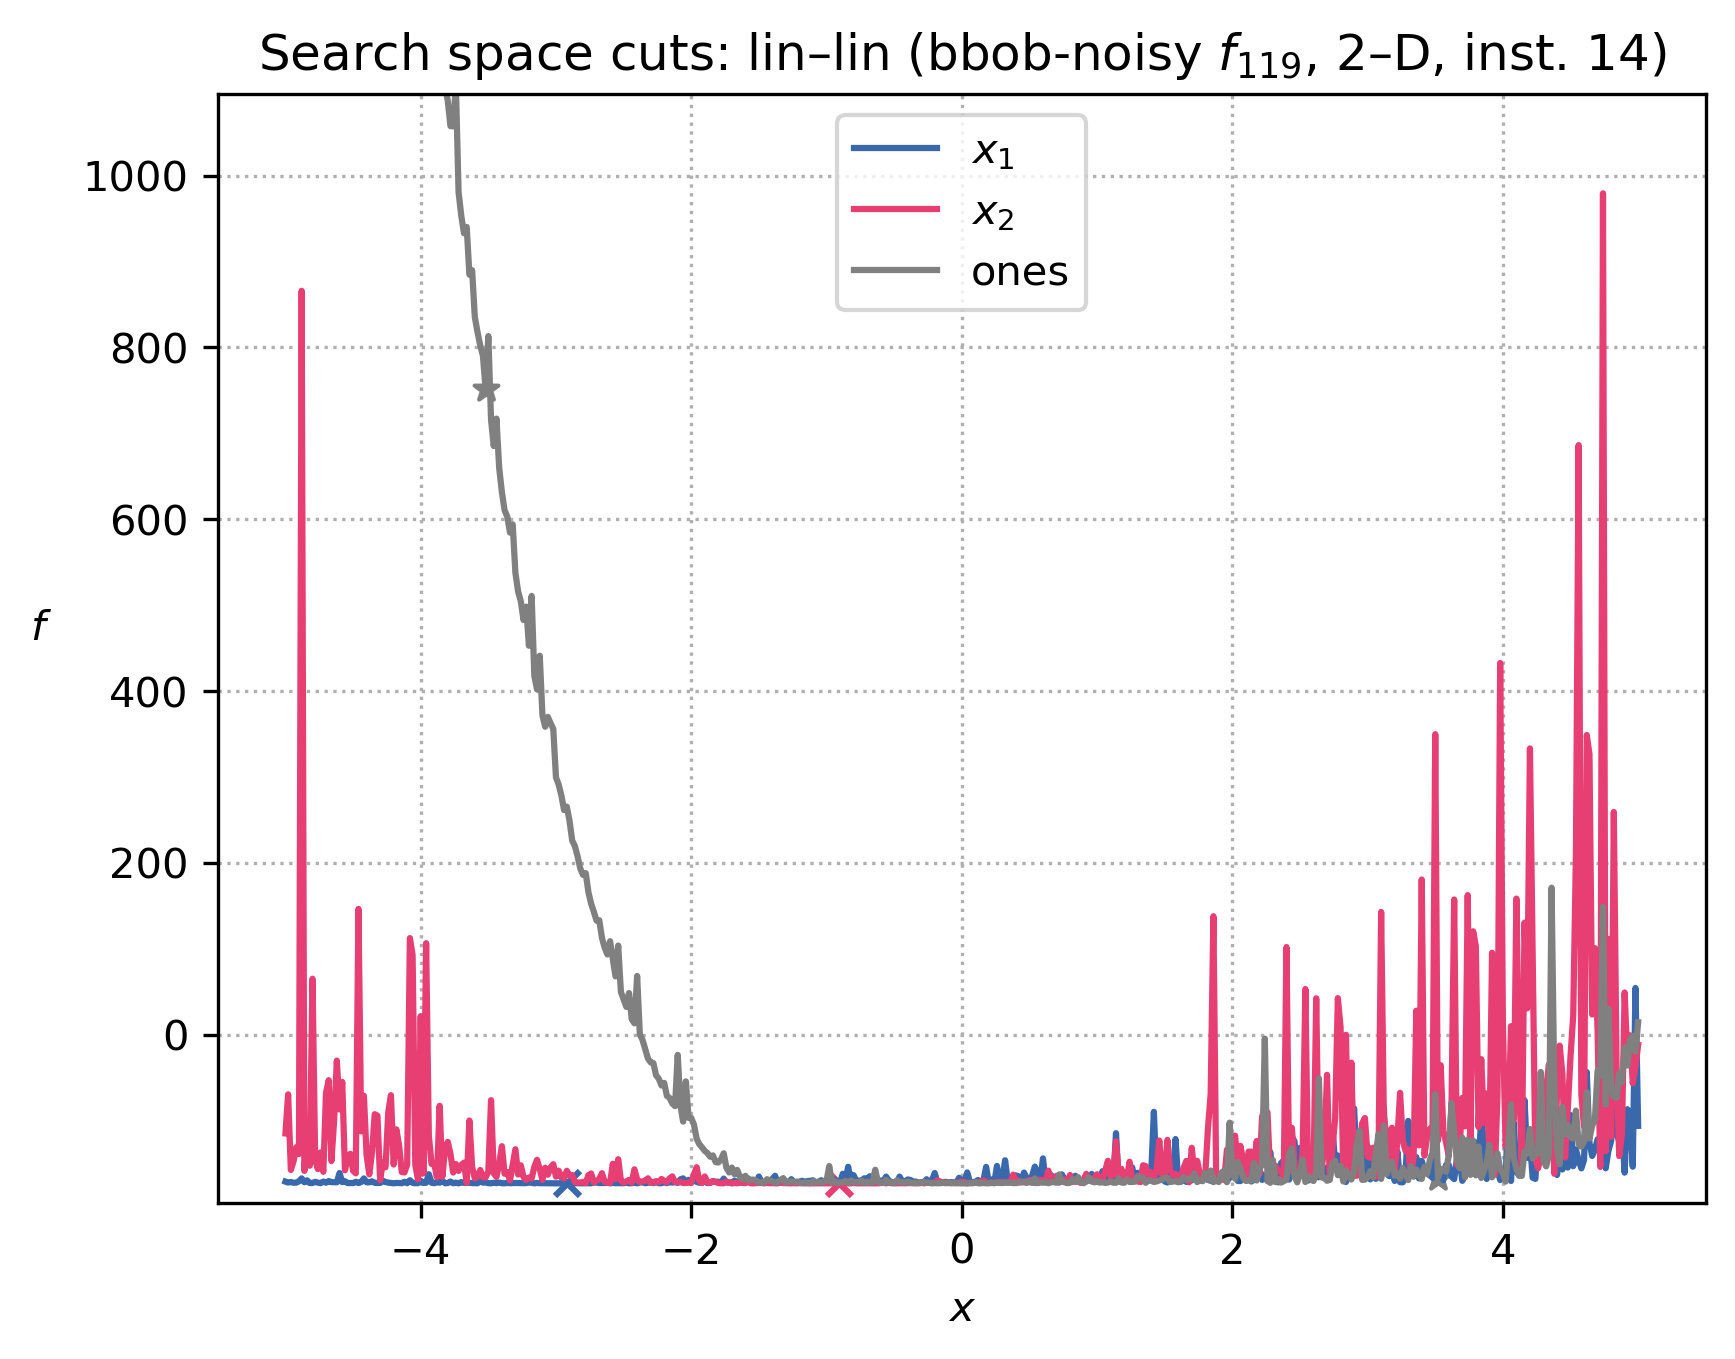 Search space cuts: lin–lin (bbob-noisy f119, 2–D, inst. 14)
x1
x2
ones
1000
800
600
400
200
0
f
−4
−2
0
2
4
x